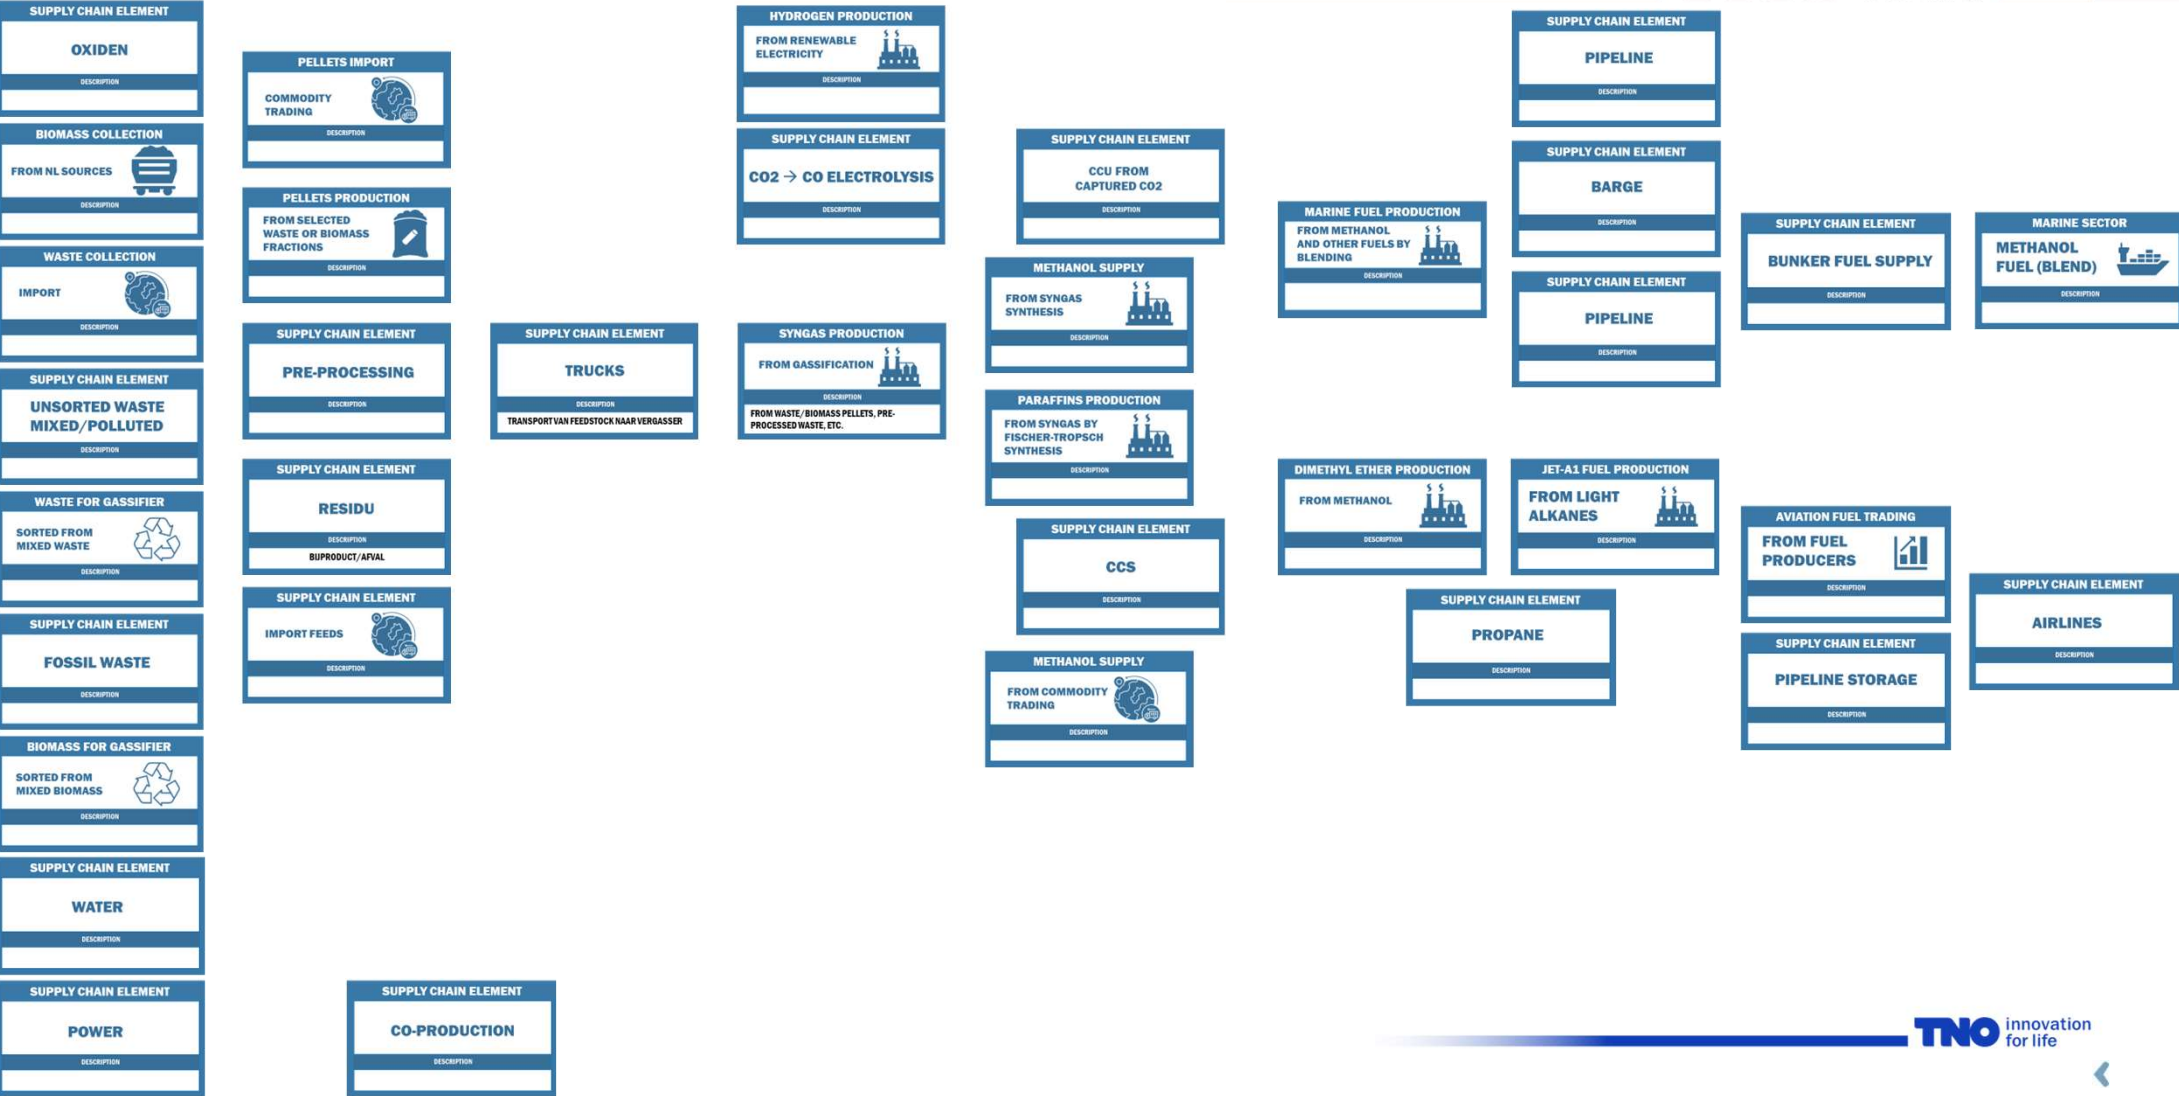 SUPPLY CHAIN ELEMENT
OXIDEN
DESCRIPTION
BIOMASS COLLECTION
FROM NL SOURCES
DESCRIPTION
WASTE COLLECTION
IMPORT
DESCRIPTION
SUPPLY CHAIN ELEMENT
UNSORTED WASTE
MIXED/POLLUTED
DESCRIPTION
WASTE FOR GASSIFIER
SORTED FROM
MIXED WASTE
DESCRIPTION
SUPPLY CHAIN ELEMENT
FOSSIL WASTE
DESCRIPTION
BIOMASS FOR GASSIFIER
SORTED FROM
MIXED BIOMASS
DESCRIPTION
SUPPLY CHAIN ELEMENT
WATER
DESCRIPTION
SUPPLY CHAIN ELEMENT
POWER
DESCRIPTION
PELLETS IMPORT
COMMODITY
TRADING
DESCRIPTION
PELLETS PRODUCTION
FROM SELECTED
WASTE OR BIOMASS
FRACTIONS
DESCRIPTION
SUPPLY CHAIN ELEMENT
PRE-PROCESSING
DESCRIPTION
SUPPLY CHAIN ELEMENT
RESIDU
DESCRIPTION
BIJPRODUCT/AFVAL
SUPPLY CHAIN ELEMENT
IMPORT FEEDS
DESCRIPTION
SUPPLY CHAIN ELEMENT
CO-PRODUCTION
DESCRIPTION
SUPPLY CHAIN ELEMENT
TRUCKS
DESCRIPTION
TRANSPORT VAN FEEDSTOCK NAAR VERGASSER
HYDROGEN PRODUCTION
FROM RENEWABLE
ELECTRICITY
DESCRIPTION
SUPPLY CHAIN ELEMENT
CO2 → CO ELECTROLYSIS
DESCRIPTION
SYNGAS PRODUCTION
FROM GASSIFICATION
DESCRIPTION
FROM WASTE/BIOMASS PELLETS, PRE-
PROCESSED WASTE, ETC.
SUPPLY CHAIN ELEMENT
CCU FROM
CAPTURED CO2
DESCRIPTION
METHANOL SUPPLY
FROM SYNGAS
SYNTHESIS
DESCRIPTION
PARAFFINS PRODUCTION
FROM SYNGAS BY
FISCHER-TROPSCH
SYNTHESIS
DESCRIPTION
SUPPLY CHAIN ELEMENT
CCS
DESCRIPTION
METHANOL SUPPLY
FROM COMMODITY
TRADING
DESCRIPTION
MARINE FUEL PRODUCTION
FROM METHANOL
AND OTHER FUELS BY
BLENDING
DESCRIPTION
DIMETHYL ETHER PRODUCTION
FROM METHANOL
DESCRIPTION
SUPPLY CHAIN ELEMENT
PROPANE
DESCRIPTION
SUPPLY CHAIN ELEMENT
PIPELINE
DESCRIPTION
SUPPLY CHAIN ELEMENT
BARGE
DESCRIPTION
SUPPLY CHAIN ELEMENT
PIPELINE
DESCRIPTION
JET-A1 FUEL PRODUCTION
FROM LIGHT
ALKANES
DESCRIPTION
SUPPLY CHAIN ELEMENT
BUNKER FUEL SUPPLY
DESCRIPTION
AVIATION FUEL TRADING
FROM FUEL
PRODUCERS
DESCRIPTION
SUPPLY CHAIN ELEMENT
PIPELINE STORAGE
DESCRIPTION
MARINE SECTOR
METHANOL
FUEL (BLEND)
DESCRIPTION
SUPPLY CHAIN ELEMENT
AIRLINES
DESCRIPTION
TNO innovation
for life